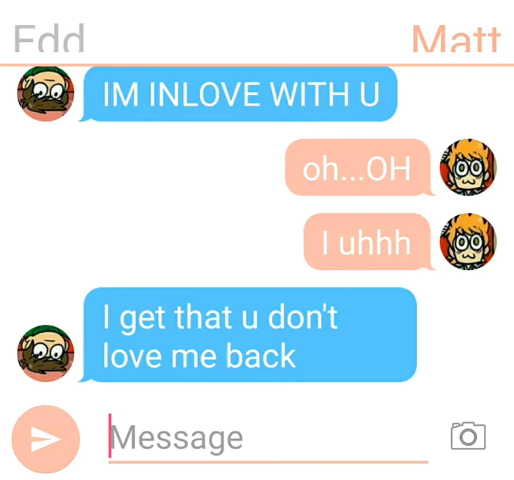 Edd
Matt
IM INLOVE WITH U
oh...OH
I uhhh
I get that u don't
love me back
Message